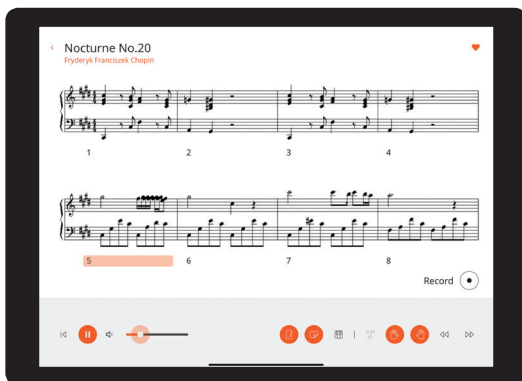 Nocturne No.20
Fryderyk Franciszek Chopin
1 2 3 4
5 6 7 8
Record